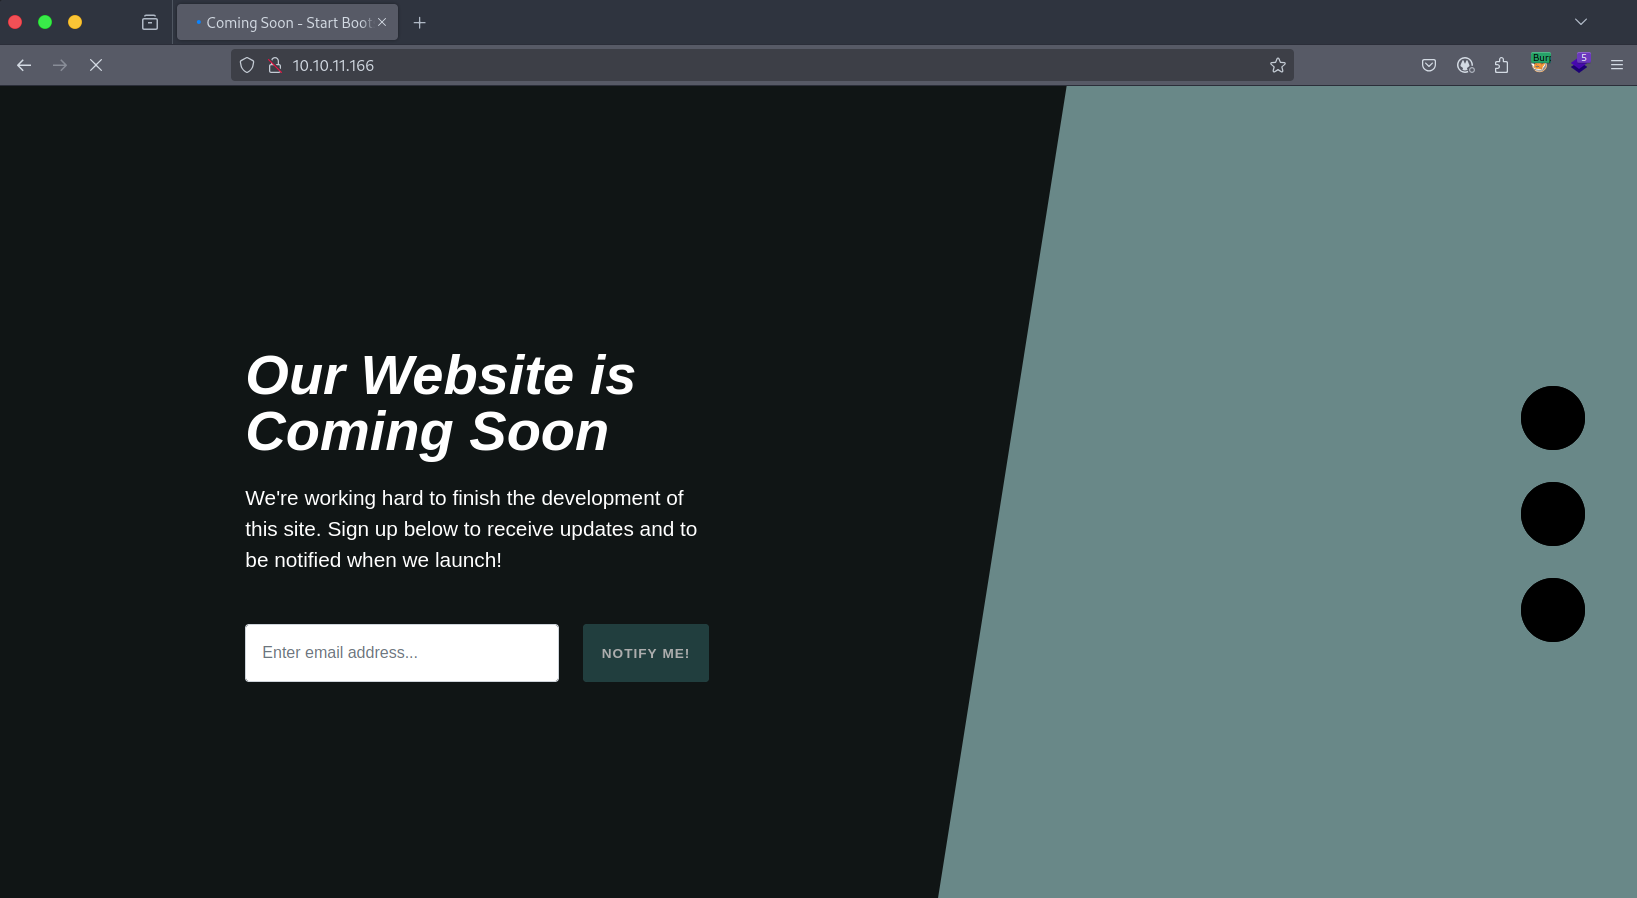 Coming Soon - Start Boot
10.10.11.166
Burp
5
Our Website is
Coming Soon
We're working hard to finish the development of
this site. Sign up below to receive updates and to
be notified when we launch!
Enter email address...
NOTIFY ME!